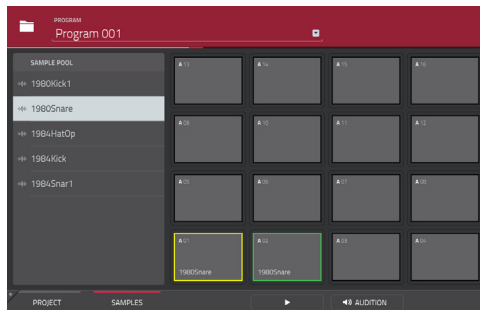 PROGRAM
Program 001
SAMPLE POOL
1980Kick1
1980Snare
1984HatOp
1984Kick
1984Snar1
A 13
A 14
A 15
A 16
A 09
A 10
A 11
A 12
A 05
A 06
A 07
A 08
A 01
1980Snare
A 02
1980Snare
A 03
A 04
PROJECT
SAMPLES
AUDITION